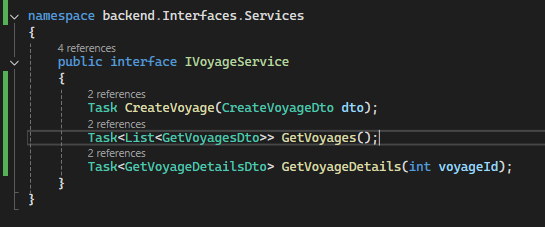 namespace backend.Interfaces.Services
{
4 references
public interface IVoyageService
{
2 references
Task CreateVoyage(CreateVoyageDto dto);
2 references
Task<List<GetVoyagesDto>> GetVoyages();
2 references
Task<GetVoyageDetailsDto> GetVoyageDetails(int voyageId);
}
}